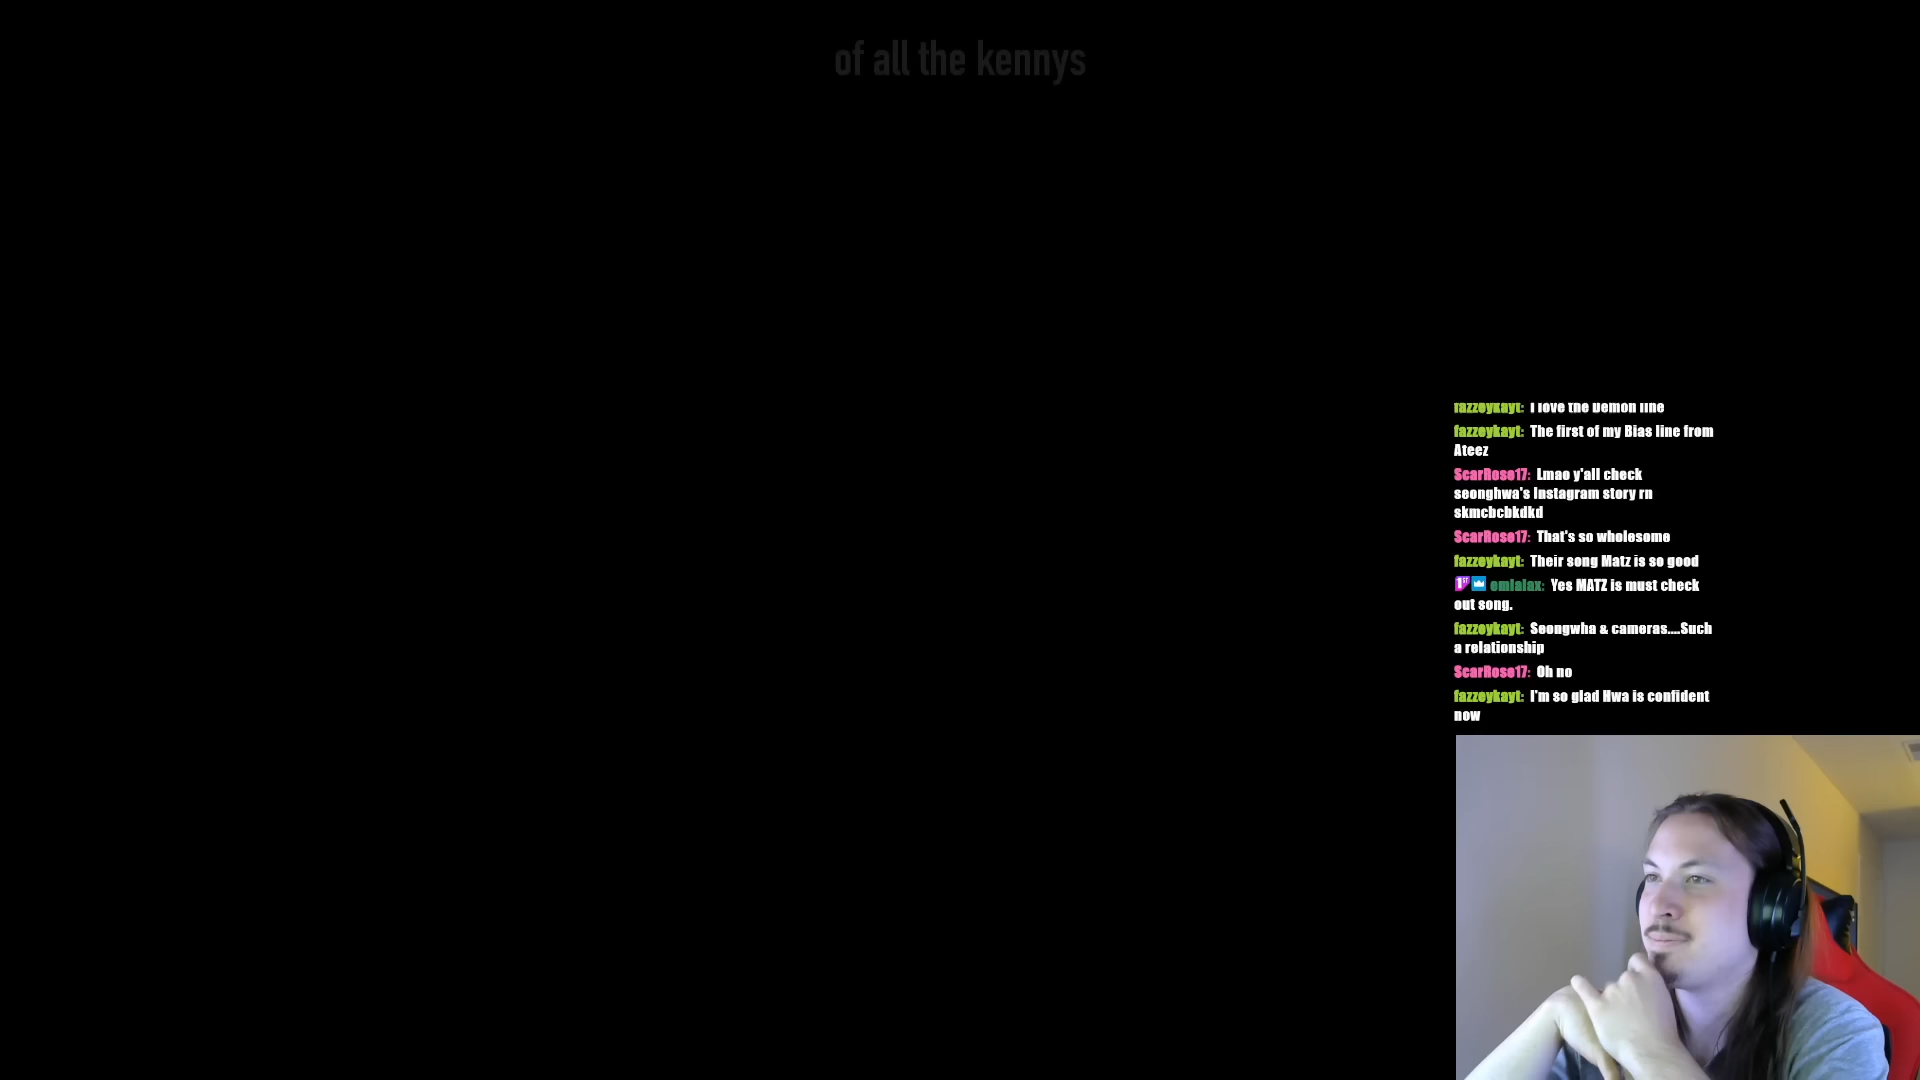 of all the kennys
fazzeykayt: I love the Demon line
fazzeykayt: The first of my Bias line from
Ateez
ScarRose17: Lmao y'all check
seonghwa's Instagram story rn
skmcbcbkdkd
ScarRose17: That's so wholesome
fazzeykayt: Their song Matz is so good
1ST emlalax: Yes MATZ is must check
out song.
fazzeykayt: Seongwha & cameras....Such
a relationship
ScarRose17: Oh no
fazzeykayt: I'm so glad Hwa is confident
now